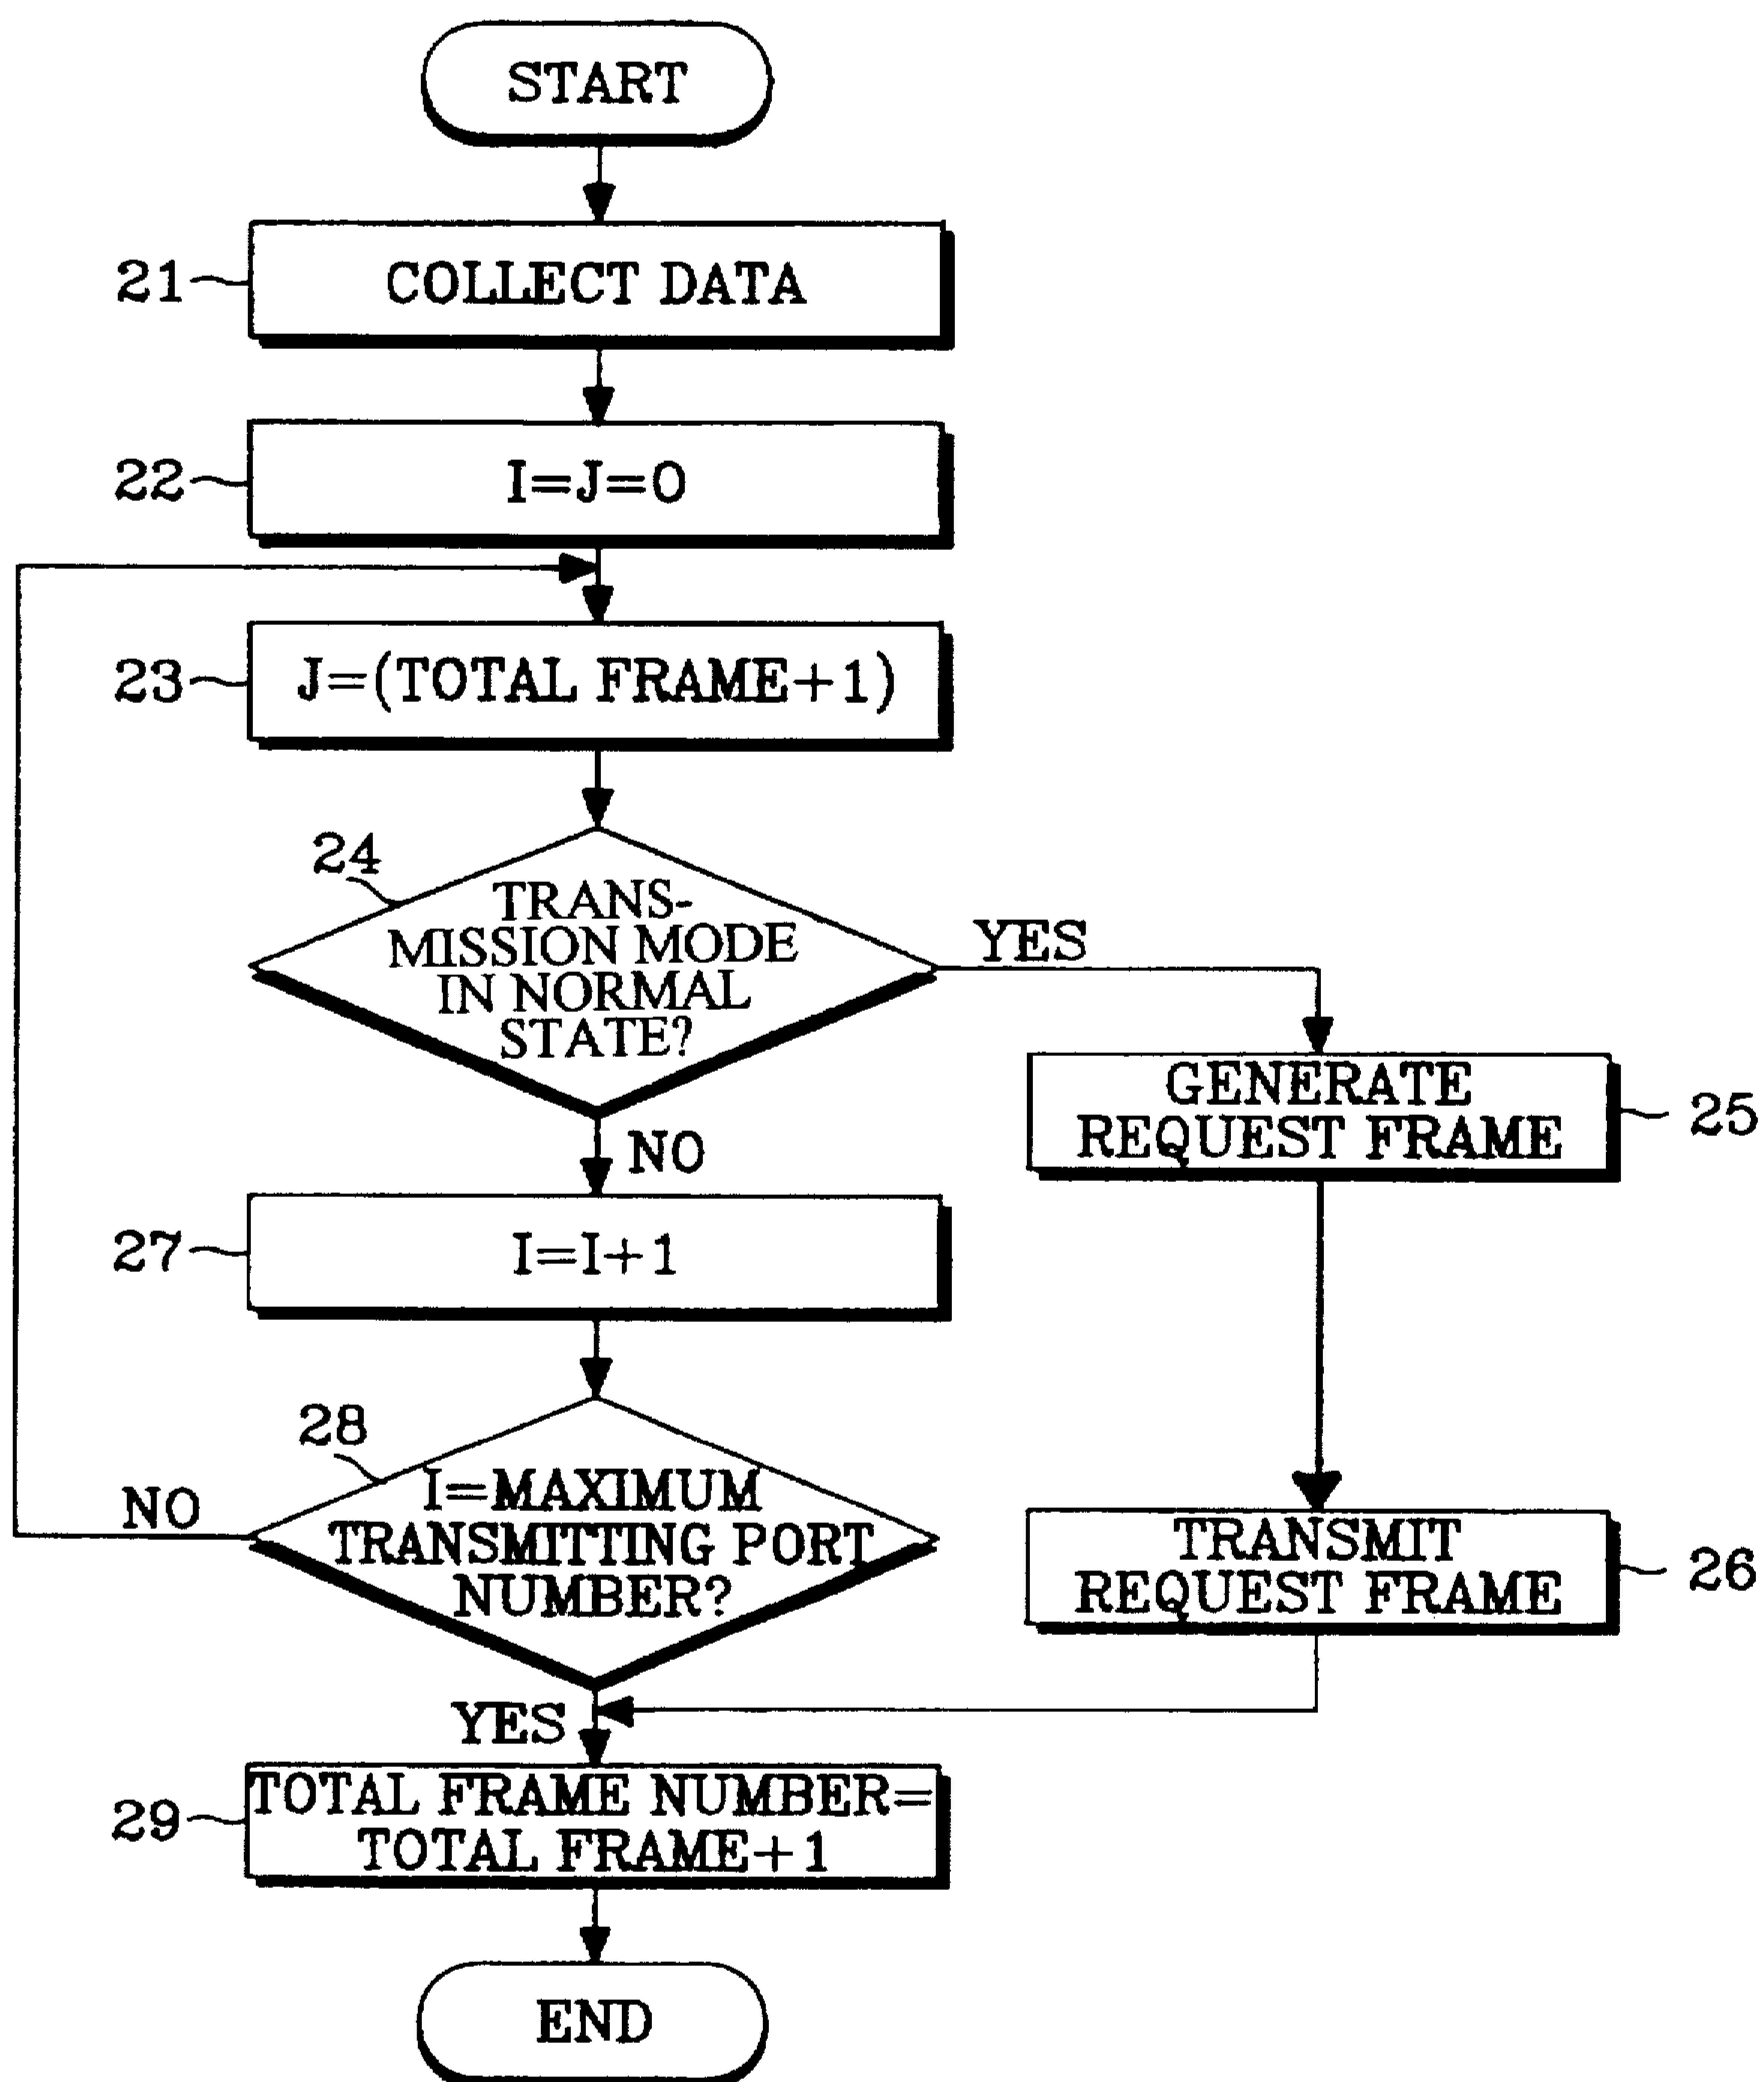 START
21
COLLECT DATA
22
I=J=0
23
J=(TOTAL FRAME+1)
24
TRANS-
MISSION MODE
IN NORMAL
STATE?
YES
NO
GENERATE
REQUEST FRAME
25
27
I=I+1
28
I=MAXIMUM
TRANSMITTING PORT
NUMBER?
NO
YES
TRANSMIT
REQUEST FRAME
26
29
TOTAL FRAME NUMBER=
TOTAL FRAME+1
END